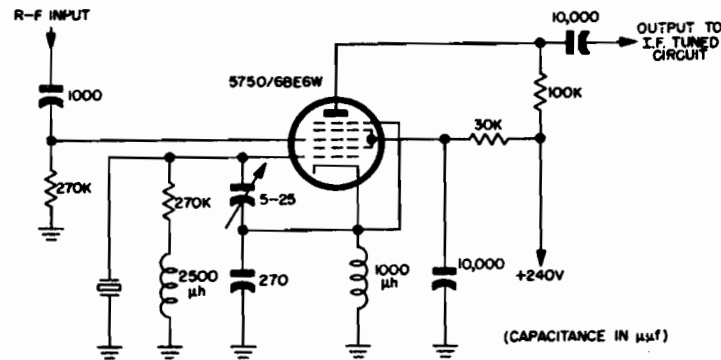 R-F INPUT
10,000
OUTPUT TO
I.F. TUNED
CIRCUIT
1000
5750/6BE6W
100K
30K
270K
270K
5-25
2500
μh
270
1000
μh
10,000
+240V
(CAPACITANCE IN μμf)